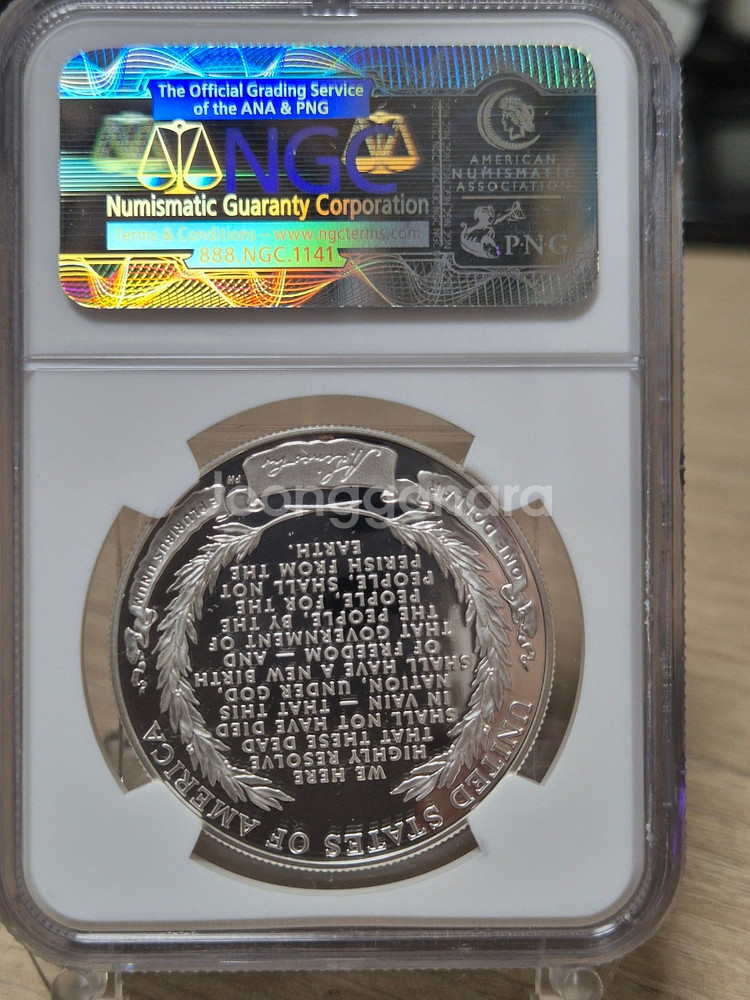 The Official Grading Service
of the ANA & PNG
NGC
Numismatic Guaranty Corporation
Terms & Conditions – www.ngcterms.com
888.NGC.1141
AMERICAN
NUMISMATIC
ASSOCIATION
PNG
UNITED STATES OF AMERICA
WE HERE
HIGHLY RESOLVE
THAT THESE DEAD
SHALL NOT HAVE DIED
IN VAIN — THAT THIS
NATION, UNDER GOD,
SHALL HAVE A NEW BIRTH
OF FREEDOM — AND
THAT GOVERNMENT OF
THE PEOPLE, BY THE
PEOPLE, FOR THE
PEOPLE, SHALL NOT
PERISH FROM THE
EARTH.
ONE DOLLAR
A. Lincoln
E PLURIBUS UNUM
PH
Joonggonara